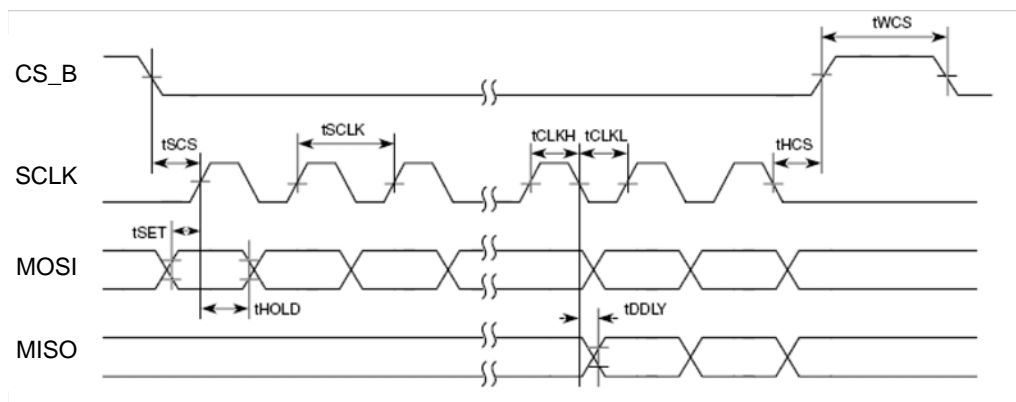 tWCS
CS_B
tSCS
tSCLK
tCLKH
tCLKL
tHCS
SCLK
tSET
MOSI
tHOLD
tDDLY
MISO